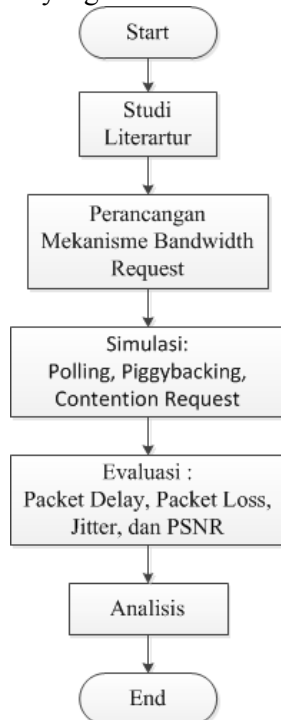 Start
Studi
Literartur
Perancangan
Mekanisme Bandwidth
Request
Simulasi:
Polling, Piggybacking,
Contention Request
Evaluasi :
Packet Delay, Packet Loss,
Jitter, dan PSNR
Analisis
End